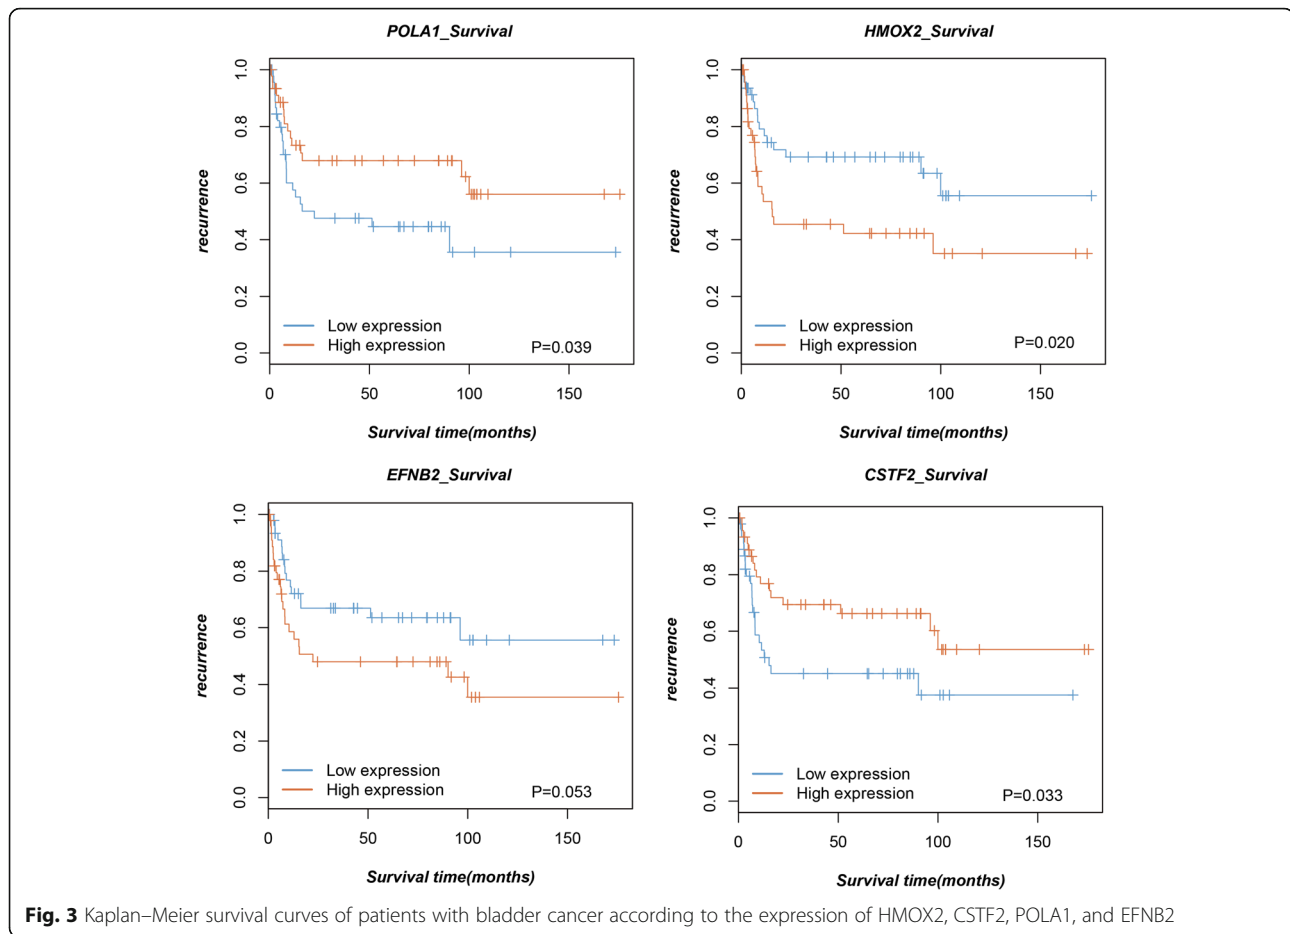 POLA1_Survival
recurrence
0.0 0.2 0.4 0.6 0.8 1.0
Low expression
High expression
P=0.039
0 50 100 150
Survival time(months)
HMOX2_Survival
recurrence
0.0 0.2 0.4 0.6 0.8 1.0
Low expression
High expression
P=0.020
0 50 100 150
Survival time(months)
EFNB2_Survival
recurrence
0.0 0.2 0.4 0.6 0.8 1.0
Low expression
High expression
P=0.053
0 50 100 150
Survival time(months)
CSTF2_Survival
recurrence
0.0 0.2 0.4 0.6 0.8 1.0
Low expression
High expression
P=0.033
0 50 100 150
Survival time(months)
Fig. 3 Kaplan–Meier survival curves of patients with bladder cancer according to the expression of HMOX2, CSTF2, POLA1, and EFNB2